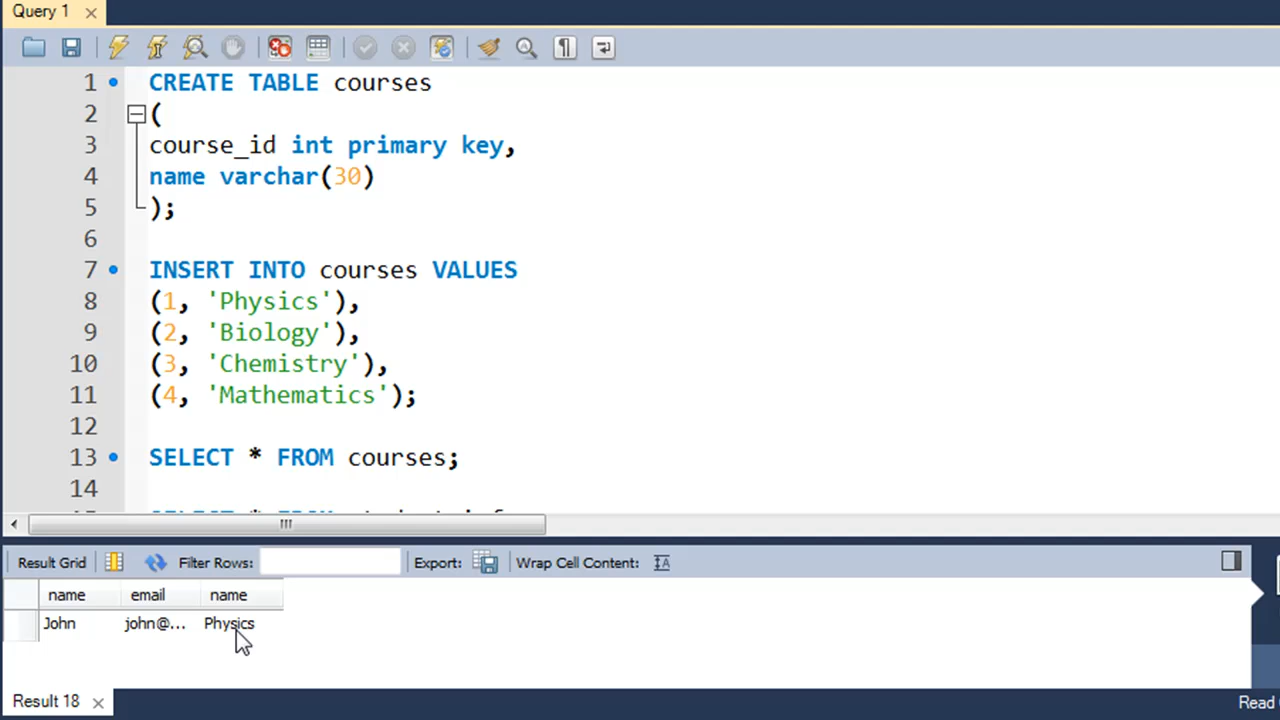 Query 1
1 CREATE TABLE courses
2 (
3 course_id int primary key,
4 name varchar(30)
5 );
6
7 INSERT INTO courses VALUES
8 (1, 'Physics'),
9 (2, 'Biology'),
10 (3, 'Chemistry'),
11 (4, 'Mathematics');
12
13 SELECT * FROM courses;
14
SELECT * FROM
Result Grid Filter Rows: Export: Wrap Cell Content:
name email name
John john@... Physics
Result 18
Read